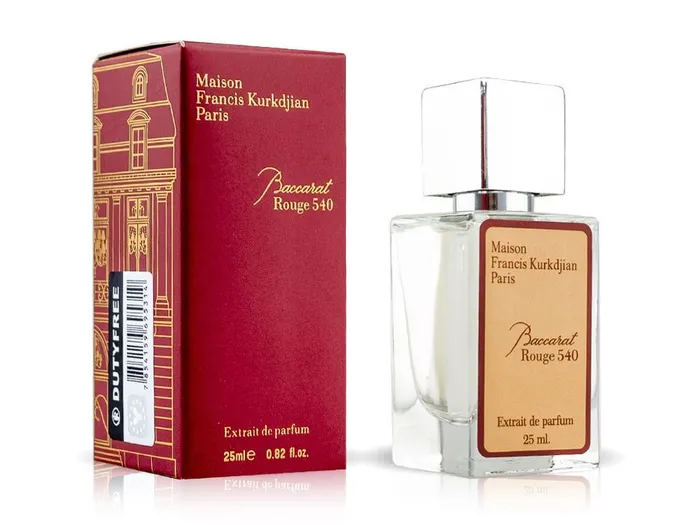 Maison
Francis Kurkdjian
Paris
Baccarat
Rouge 540
Extrait de parfum
25ml℮ 0.82 fl.oz.
DUTYFREE
Maison
Francis Kurkdjian
Paris
Baccarat
Rouge 540
Extrait de parfum
25 ml.